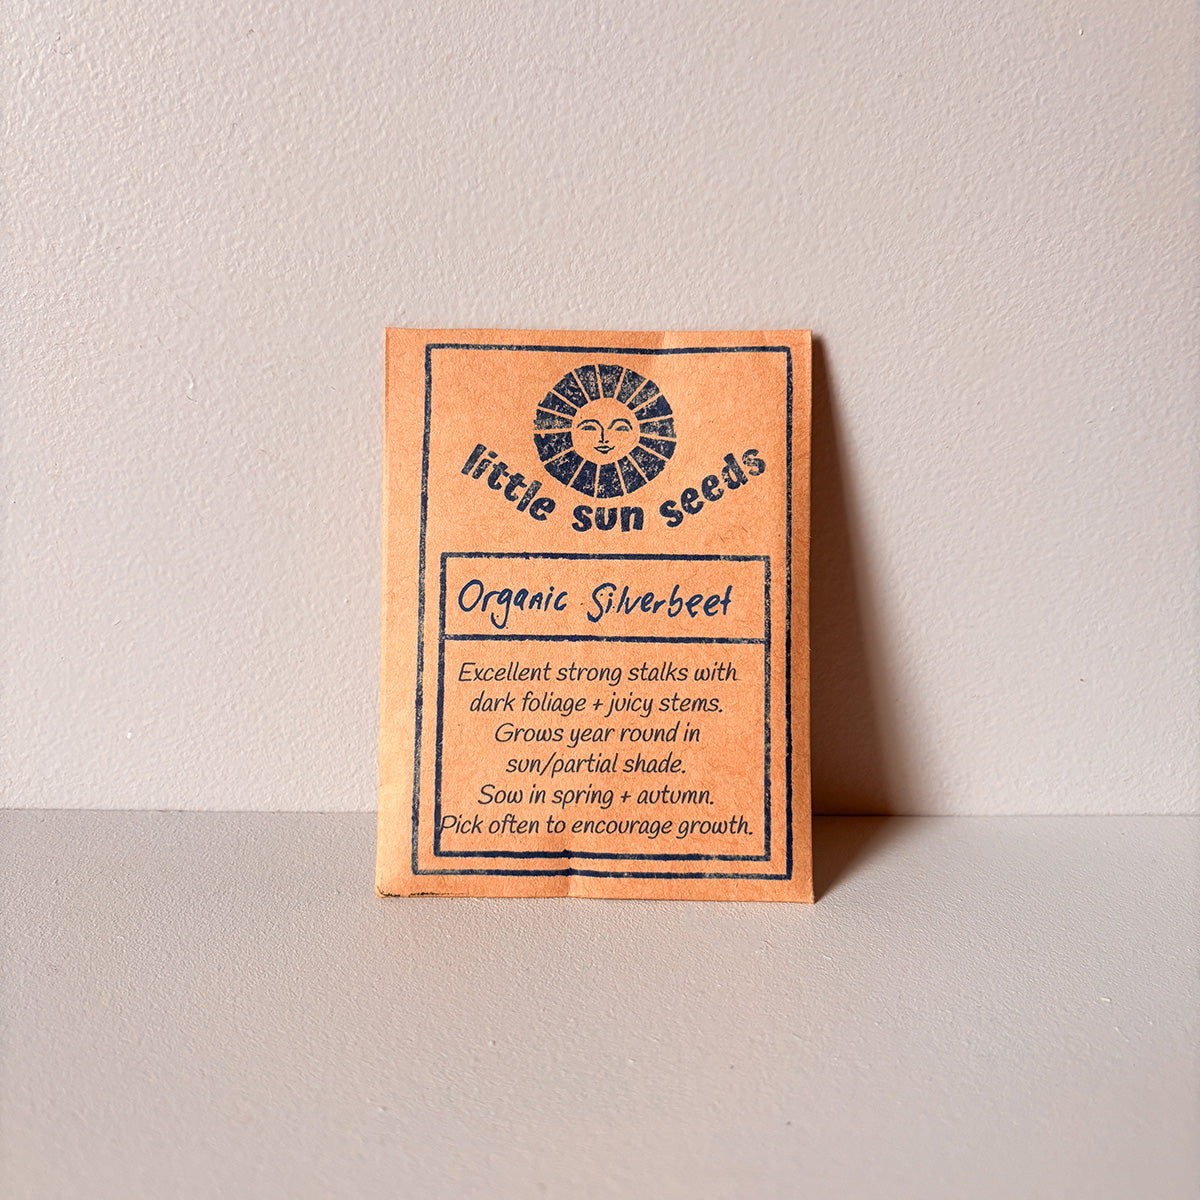 little sun seeds
Organic Silverbeet
Excellent strong stalks with
dark foliage + juicy stems.
Grows year round in
sun/partial shade.
Sow in spring + autumn.
Pick often to encourage growth.